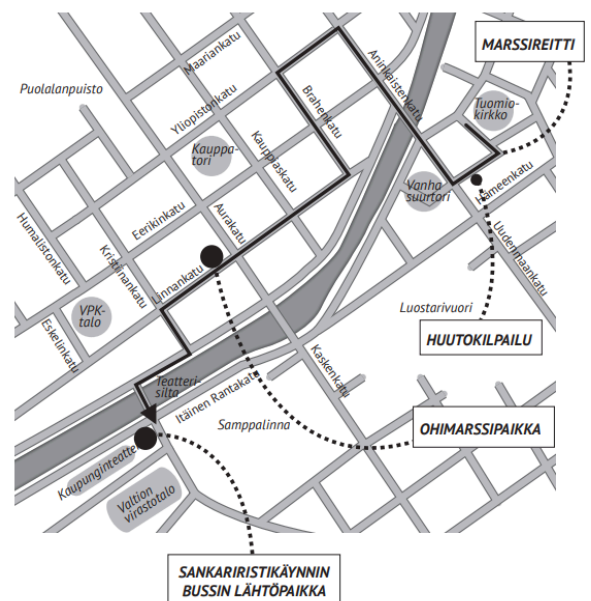 MARSSIREITTI
Maariankatu
Aninkaistenkatu
Puolalanpuisto
Yliopistonkatu
Brahenkatu
Tuomio-
kirkko
Kauppa-
tori
Kauppiaskatu
Hämeenkatu
Vanha
suurtori
Humalistonkatu
Eerikinkatu
Aurakatu
Kristiinankatu
Uudenmaankatu
Linnankatu
VPK-
talo
Eskelinkatu
Luostarivuori
HUUTOKILPAILU
Teatteri-
silta
Kaskenkatu
Itäinen Rantakatu
Samppalinna
OHIMARSSIPAIKKA
Kaupunginteatte
Valtion
virastotalo
SANKARIRISTIKÄYNNIN
BUSSIN LÄHTÖPAIKKA